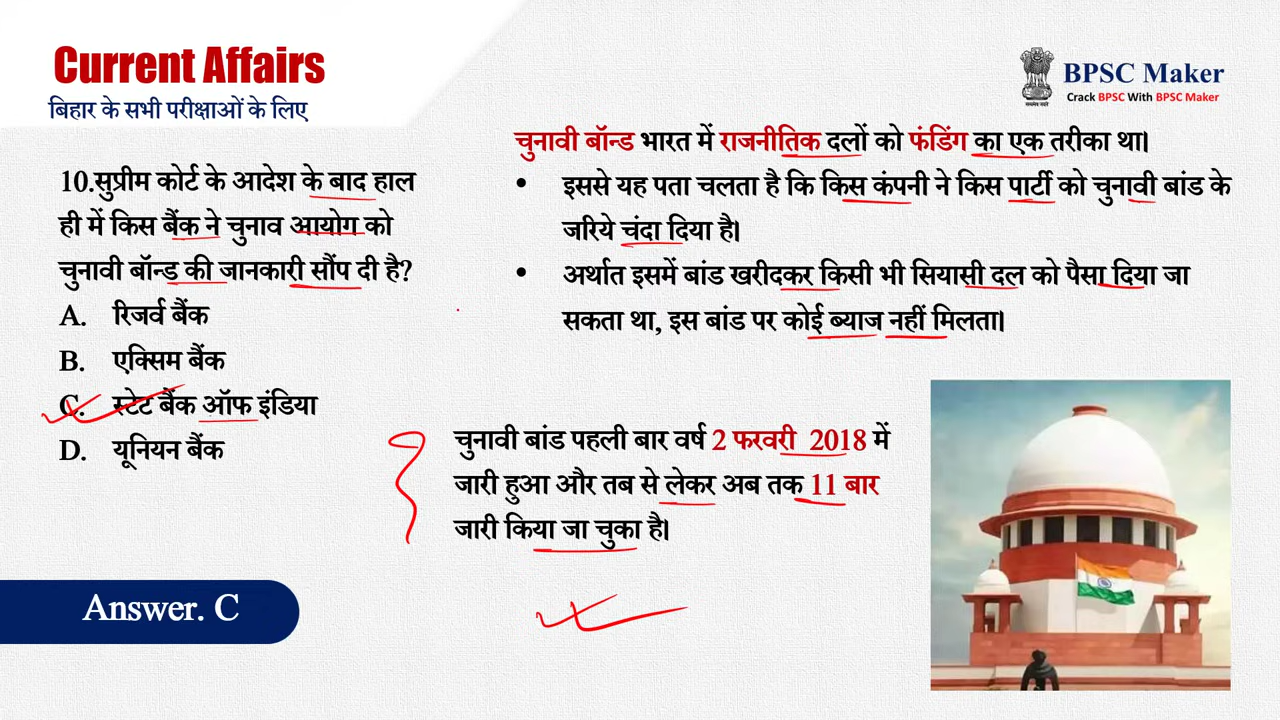 Current Affairs
बिहार के सभी परीक्षाओं के लिए
BPSC Maker
Crack BPSC With BPSC Maker
10.सुप्रीम कोर्ट के आदेश के बाद हाल
ही में किस बैंक ने चुनाव आयोग को
चुनावी बॉन्ड की जानकारी सौंप दी है?
A. रिजर्व बैंक
B. एक्सिम बैंक
C. स्टेट बैंक ऑफ इंडिया
D. यूनियन बैंक
Answer. C
चुनावी बॉन्ड भारत में राजनीतिक दलों को फंडिंग का एक तरीका था।
• इससे यह पता चलता है कि किस कंपनी ने किस पार्टी को चुनावी बांड के
जरिये चंदा दिया है।
• अर्थात इसमें बांड खरीदकर किसी भी सियासी दल को पैसा दिया जा
सकता था, इस बांड पर कोई ब्याज नहीं मिलता।
चुनावी बांड पहली बार वर्ष 2 फरवरी 2018 में
जारी हुआ और तब से लेकर अब तक 11 बार
जारी किया जा चुका है।